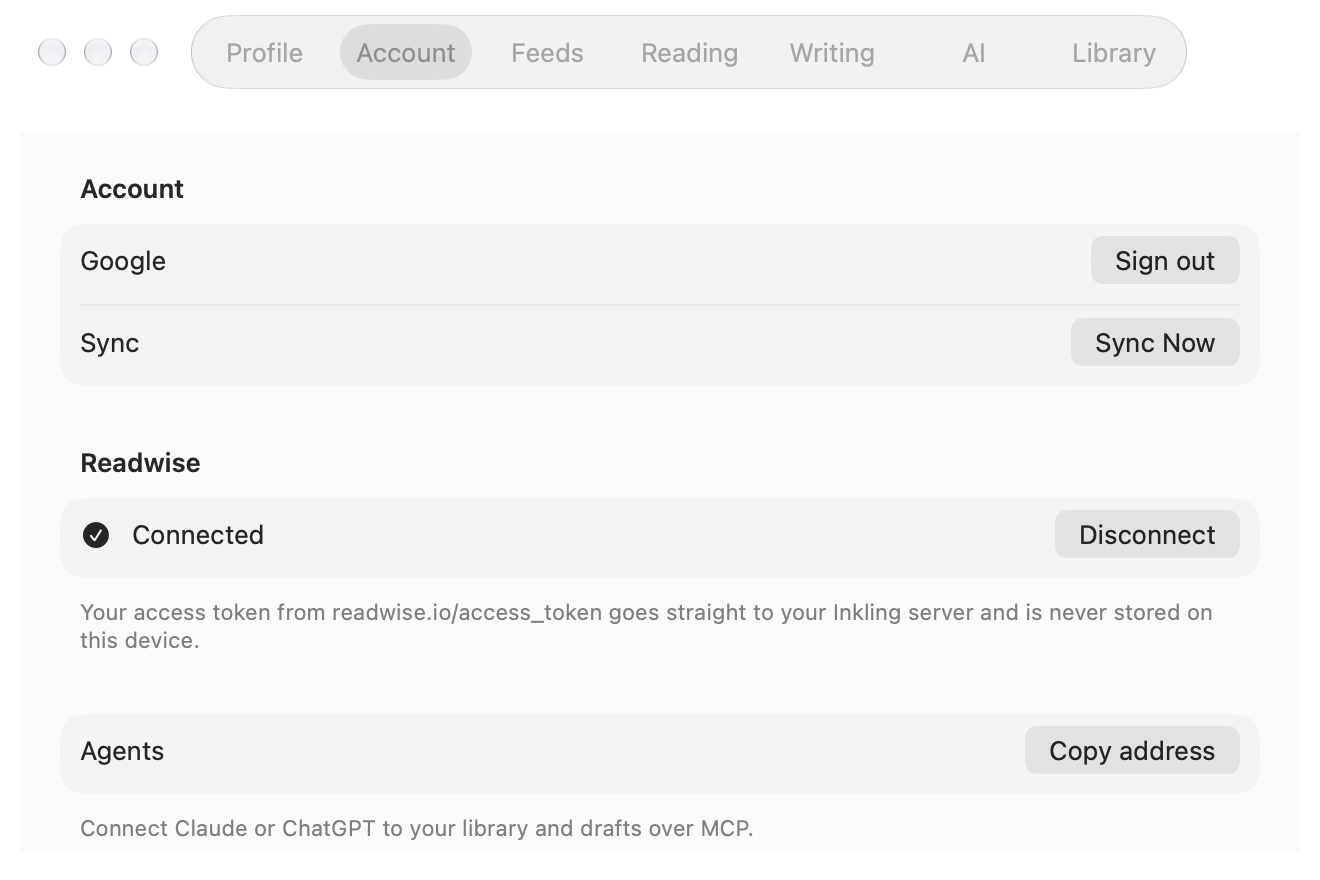 Profile Account Feeds Reading Writing AI Library
Account
Google Sign out
Sync Sync Now
Readwise
Connected Disconnect
Your access token from readwise.io/access_token goes straight to your Inkling server and is never stored on
this device.
Agents Copy address
Connect Claude or ChatGPT to your library and drafts over MCP.